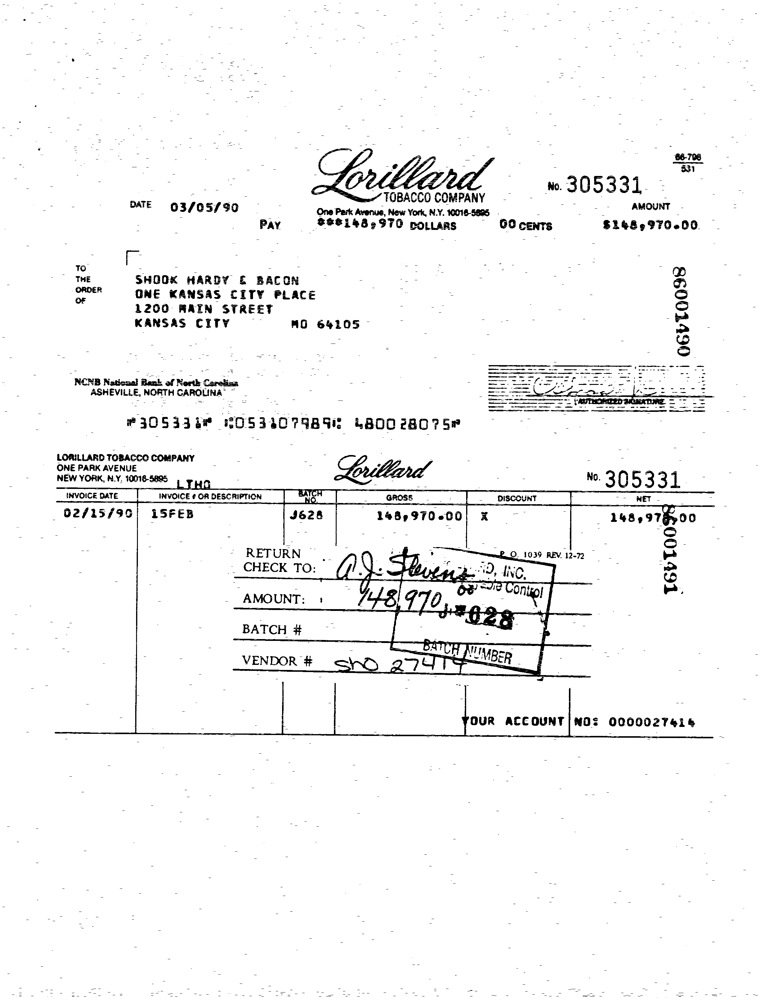 Lorillard
TOBACCO COMPANY
One Park Avenue, New York, N.Y. 10016-5895
66-798
531
No. 305331
DATE 03/05/90
AMOUNT
PAY ***148,970 DOLLARS 00 CENTS $148,970.00
TO
THE
ORDER
OF
SHOOK HARDY & BACON
ONE KANSAS CITY PLACE
1200 MAIN STREET
KANSAS CITY MO 64105
86001490
NCNB National Bank of North Carolina
ASHEVILLE, NORTH CAROLINA
AUTHORIZED SIGNATURE
⑈305331⑈ ⑆053107989⑆ 480028075⑈
LORILLARD TOBACCO COMPANY
ONE PARK AVENUE
NEW YORK, N.Y. 10016-5895
LTHO
Lorillard
No. 305331
INVOICE DATE INVOICE # OR DESCRIPTION BATCH NO. GROSS DISCOUNT NET
02/15/90 15FEB J628 148,970.00 X 148,970.00
86001491
P. O. 1039 REV. 12-72
RETURN
CHECK TO: A.J. Stevens
INC.
Control
AMOUNT: 148,970
628
BATCH #
BATCH NUMBER
VENDOR # SHO 27414
YOUR ACCOUNT NO: 0000027414